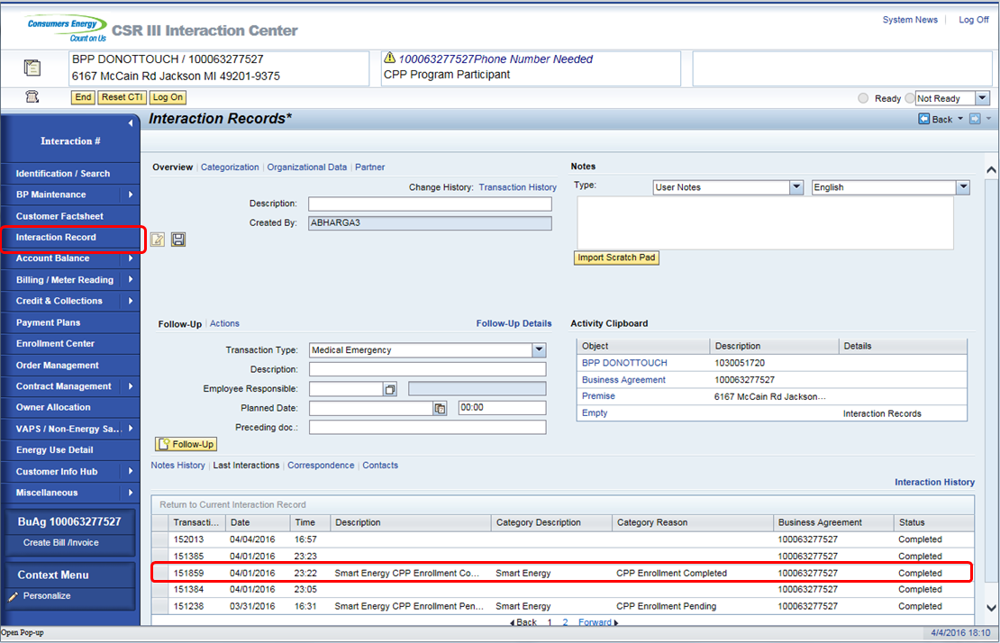 System News Log Off
Consumers Energy
Count on Us
CSR III Interaction Center
BPP DONOTTOUCH / 100063277527
6167 McCain Rd Jackson MI 49201-9375
100063277527Phone Number Needed
CPP Program Participant
End Reset CTI Log On
Ready Not Ready
Interaction Records*
Back
Interaction #
Identification / Search
BP Maintenance
Customer Factsheet
Interaction Record
Account Balance
Billing / Meter Reading
Credit & Collections
Payment Plans
Enrollment Center
Order Management
Contract Management
Owner Allocation
VAPS / Non-Energy Sa...
Energy Use Detail
Customer Info Hub
Miscellaneous
BuAg 100063277527
Create Bill /Invoice
Context Menu
Personalize
Overview | Categorization | Organizational Data | Partner
Change History: Transaction History
Description:
Created By: ABHARGA3
Notes
Type: User Notes English
Import Scratch Pad
Follow-Up | Actions Follow-Up Details
Transaction Type: Medical Emergency
Description:
Employee Responsible:
Planned Date: 00:00
Preceding doc.:
Follow-Up
Activity Clipboard
Object Description Details
BPP DONOTTOUCH 1030051720
Business Agreement 100063277527
Premise 6167 McCain Rd Jackson...
Empty Interaction Records
Notes History | Last Interactions | Correspondence | Contacts
Interaction History
Return to Current Interaction Record
Transacti... Date Time Description Category Description Category Reason Business Agreement Status
152013 04/04/2016 16:57 100063277527 Completed
151385 04/01/2016 23:23 100063277527 Completed
151859 04/01/2016 23:22 Smart Energy CPP Enrollment Co... Smart Energy CPP Enrollment Completed 100063277527 Completed
151384 04/01/2016 23:05 100063277527 Completed
151238 03/31/2016 16:31 Smart Energy CPP Enrollment Pen... Smart Energy CPP Enrollment Pending 100063277527 Completed
Back 1 2 Forward
Open Pop-up
4/4/2016 18:10